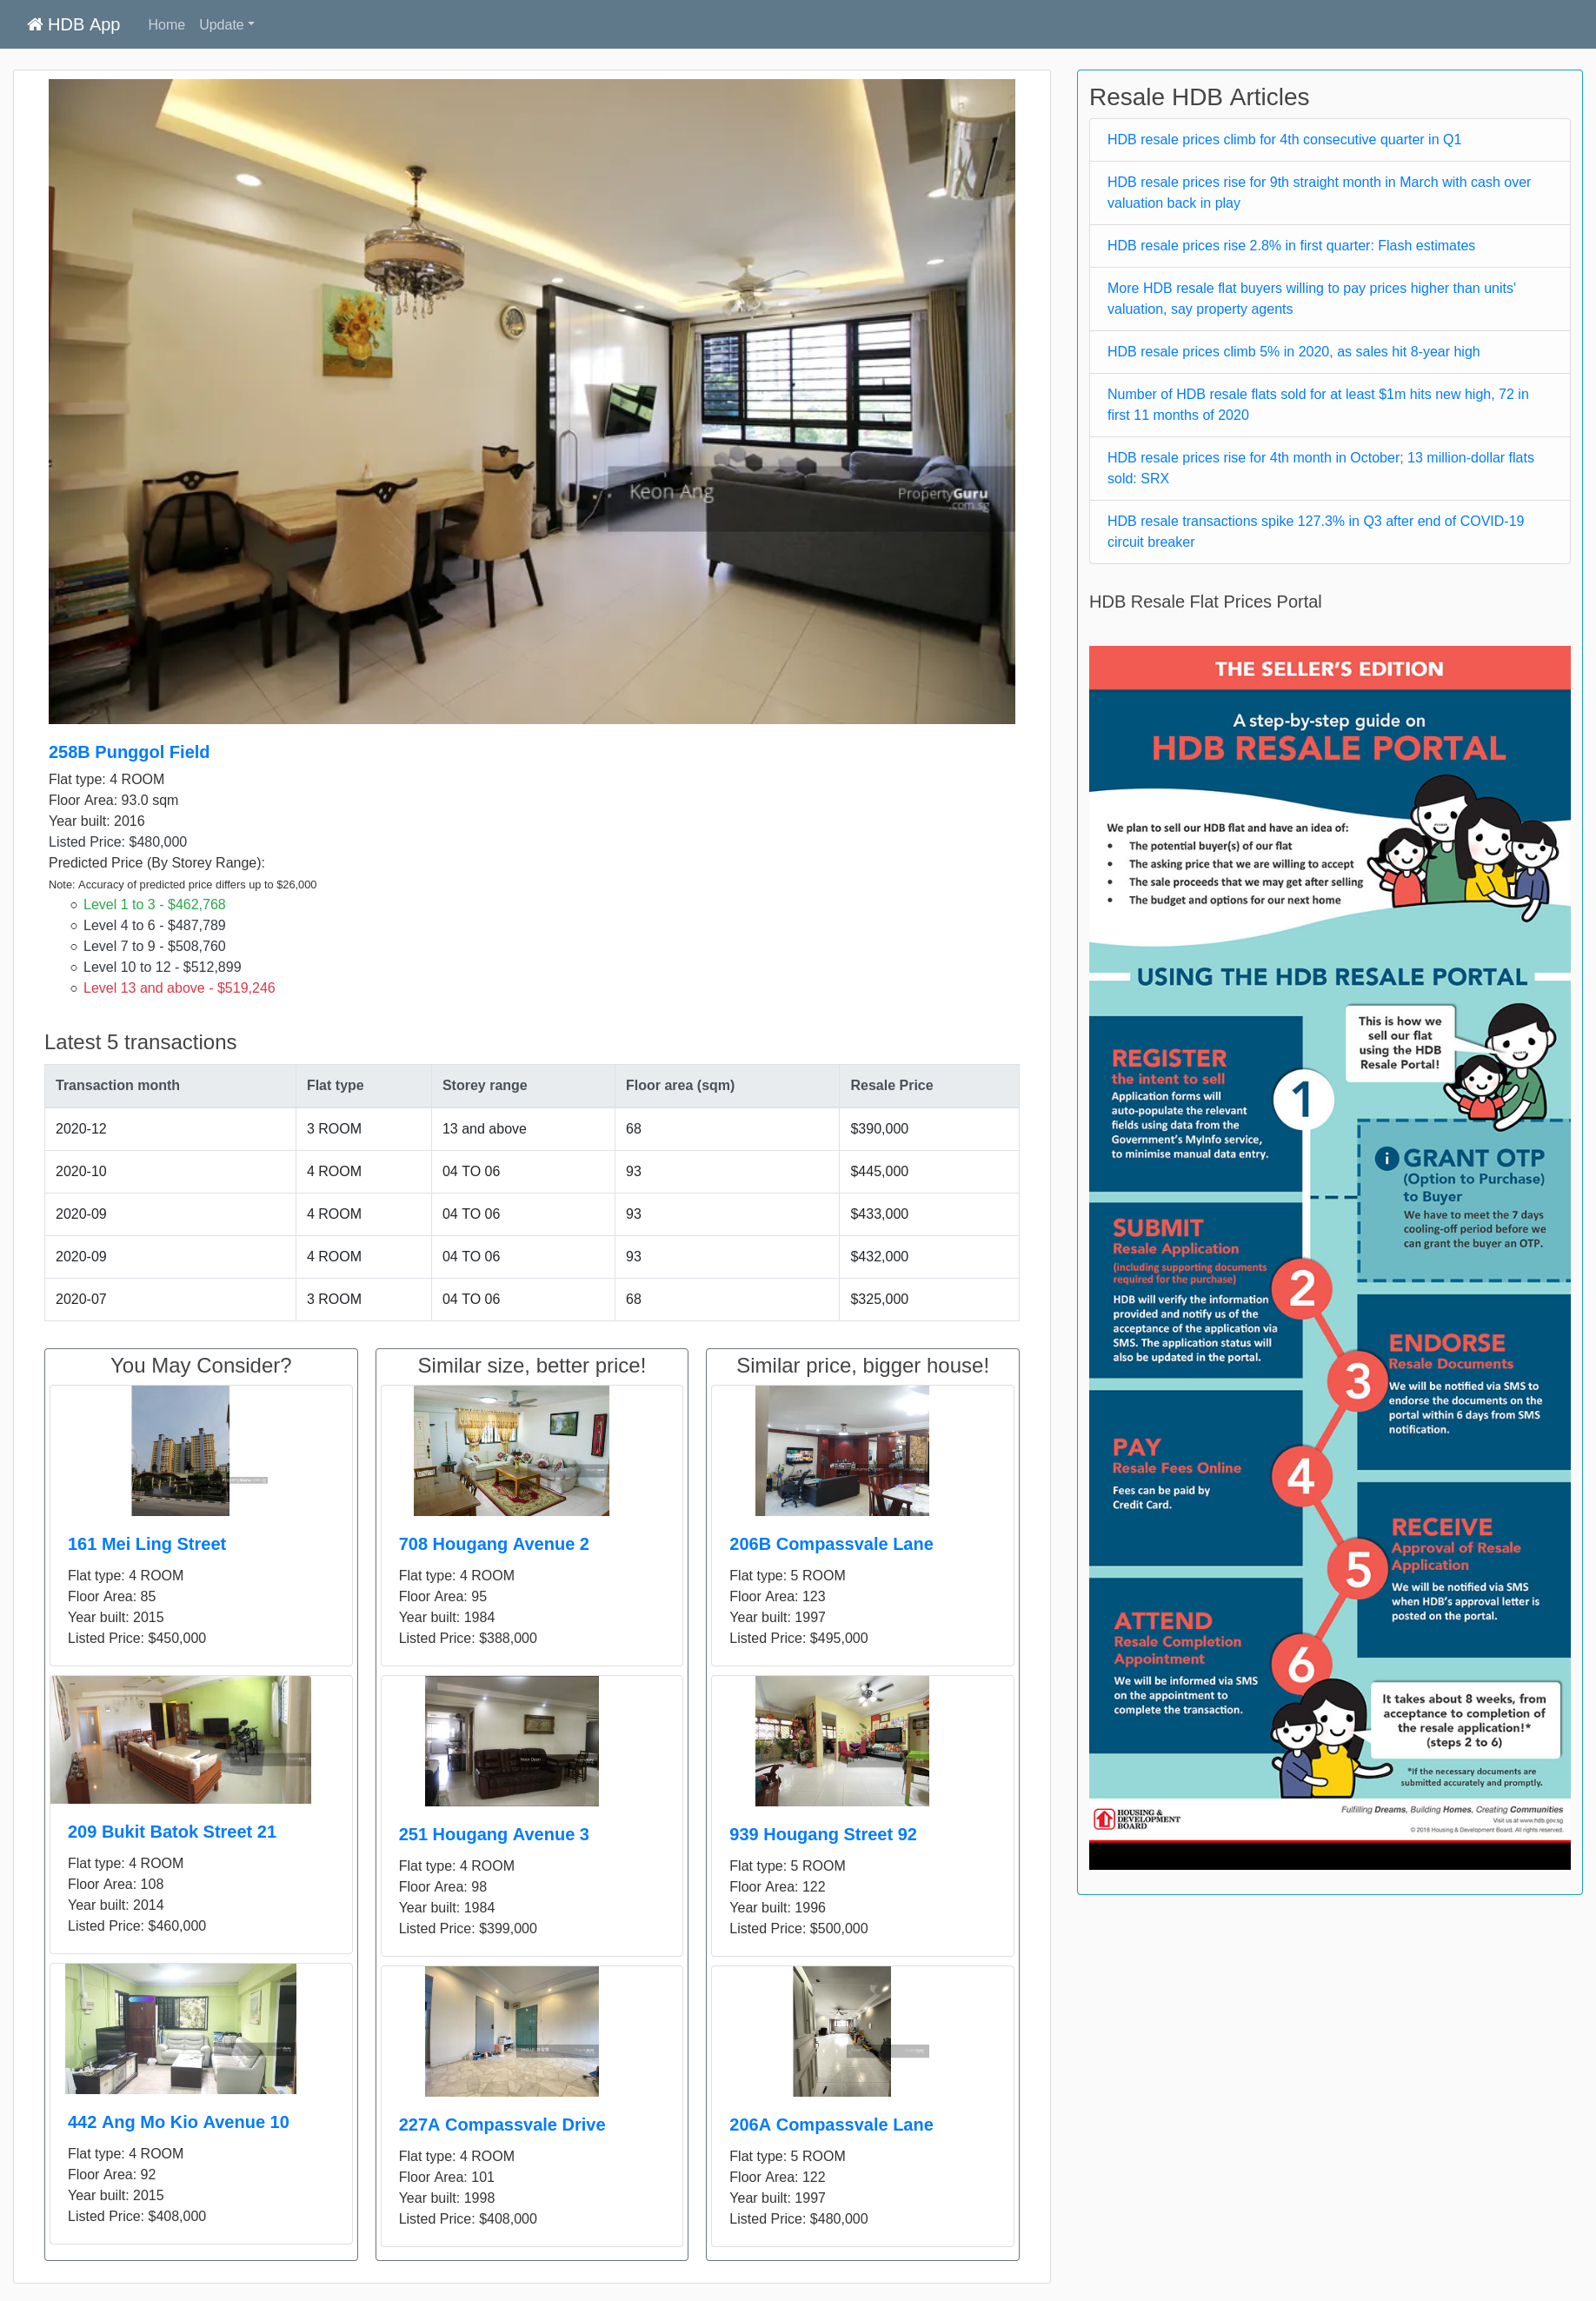 HDB App
Home
Update
Keon Ang
PropertyGuru
.com.sg
258B Punggol Field
Flat type: 4 ROOM
Floor Area: 93.0 sqm
Year built: 2016
Listed Price: $480,000
Predicted Price (By Storey Range):
Note: Accuracy of predicted price differs up to $26,000
Level 1 to 3 - $462,768
Level 4 to 6 - $487,789
Level 7 to 9 - $508,760
Level 10 to 12 - $512,899
Level 13 and above - $519,246
Latest 5 transactions
Transaction month Flat type Storey range Floor area (sqm) Resale Price
2020-12 3 ROOM 13 and above 68 $390,000
2020-10 4 ROOM 04 TO 06 93 $445,000
2020-09 4 ROOM 04 TO 06 93 $433,000
2020-09 4 ROOM 04 TO 06 93 $432,000
2020-07 3 ROOM 04 TO 06 68 $325,000
You May Consider?
161 Mei Ling Street
Flat type: 4 ROOM
Floor Area: 85
Year built: 2015
Listed Price: $450,000
209 Bukit Batok Street 21
Flat type: 4 ROOM
Floor Area: 108
Year built: 2014
Listed Price: $460,000
442 Ang Mo Kio Avenue 10
Flat type: 4 ROOM
Floor Area: 92
Year built: 2015
Listed Price: $408,000
Similar size, better price!
708 Hougang Avenue 2
Flat type: 4 ROOM
Floor Area: 95
Year built: 1984
Listed Price: $388,000
251 Hougang Avenue 3
Flat type: 4 ROOM
Floor Area: 98
Year built: 1984
Listed Price: $399,000
227A Compassvale Drive
Flat type: 4 ROOM
Floor Area: 101
Year built: 1998
Listed Price: $408,000
Similar price, bigger house!
206B Compassvale Lane
Flat type: 5 ROOM
Floor Area: 123
Year built: 1997
Listed Price: $495,000
939 Hougang Street 92
Flat type: 5 ROOM
Floor Area: 122
Year built: 1996
Listed Price: $500,000
206A Compassvale Lane
Flat type: 5 ROOM
Floor Area: 122
Year built: 1997
Listed Price: $480,000
Resale HDB Articles
HDB resale prices climb for 4th consecutive quarter in Q1
HDB resale prices rise for 9th straight month in March with cash over
valuation back in play
HDB resale prices rise 2.8% in first quarter: Flash estimates
More HDB resale flat buyers willing to pay prices higher than units'
valuation, say property agents
HDB resale prices climb 5% in 2020, as sales hit 8-year high
Number of HDB resale flats sold for at least $1m hits new high, 72 in
first 11 months of 2020
HDB resale prices rise for 4th month in October; 13 million-dollar flats
sold: SRX
HDB resale transactions spike 127.3% in Q3 after end of COVID-19
circuit breaker
HDB Resale Flat Prices Portal
THE SELLER'S EDITION
A step-by-step guide on
HDB RESALE PORTAL
We plan to sell our HDB flat and have an idea of:
• The potential buyer(s) of our flat
• The asking price that we are willing to accept
• The sale proceeds that we may get after selling
• The budget and options for our next home
USING THE HDB RESALE PORTAL
This is how we
sell our flat
using the HDB
Resale Portal!
REGISTER
the intent to sell
Application forms will
auto-populate the relevant
fields using data from the
Government's MyInfo service,
to minimise manual data entry.
1
i GRANT OTP
(Option to Purchase)
to Buyer
We have to meet the 7 days
cooling-off period before we
can grant the buyer an OTP.
SUBMIT
Resale Application
(including supporting documents
required for the purchase)
HDB will verify the information
provided and notify us of the
acceptance of the application via
SMS. The application status will
also be updated in the portal.
2
3
ENDORSE
Resale Documents
We will be notified via SMS to
endorse the documents on the
portal within 6 days from SMS
notification.
PAY
Resale Fees Online
Fees can be paid by
Credit Card.
4
5
RECEIVE
Approval of Resale
Application
We will be notified via SMS
when HDB's approval letter is
posted on the portal.
ATTEND
Resale Completion
Appointment
We will be informed via SMS
on the appointment to
complete the transaction.
6
It takes about 8 weeks, from
acceptance to completion of
the resale application!*
(steps 2 to 6)
*If the necessary documents are
submitted accurately and promptly.
HOUSING &
DEVELOPMENT
BOARD
Fulfilling Dreams, Building Homes, Creating Communities
Visit us at www.hdb.gov.sg
© 2018 Housing & Development Board. All rights reserved.